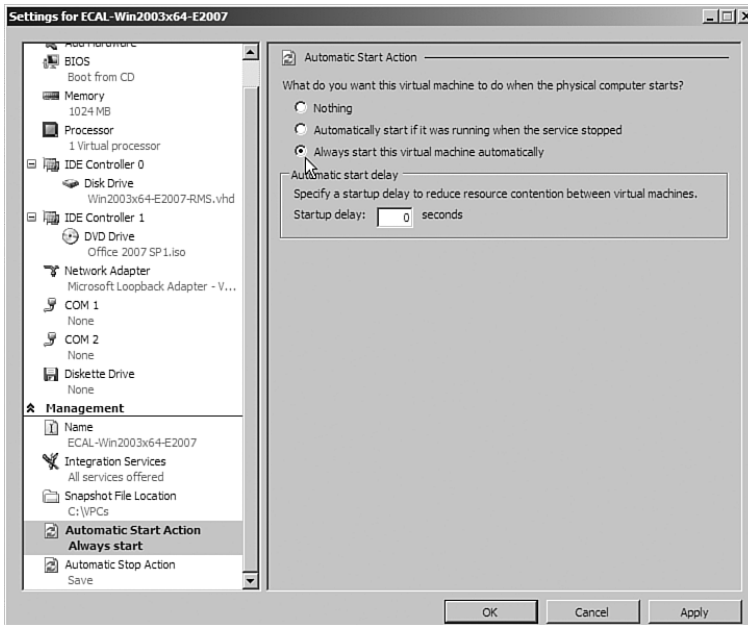 Settings for ECAL-Win2003x64-E2007
Add Hardware
BIOS
Boot from CD
Memory
1024 MB
Processor
1 Virtual processor
IDE Controller 0
Disk Drive
Win2003x64-E2007-RMS.vhd
IDE Controller 1
DVD Drive
Office 2007 SP1.iso
Network Adapter
Microsoft Loopback Adapter - V...
COM 1
None
COM 2
None
Diskette Drive
None
Management
Name
ECAL-Win2003x64-E2007
Integration Services
All services offered
Snapshot File Location
C:\VPCs
Automatic Start Action
Always start
Automatic Stop Action
Save
Automatic Start Action
What do you want this virtual machine to do when the physical computer starts?
Nothing
Automatically start if it was running when the service stopped
Always start this virtual machine automatically
Automatic start delay
Specify a startup delay to reduce resource contention between virtual machines.
Startup delay: 0 seconds
OK Cancel Apply